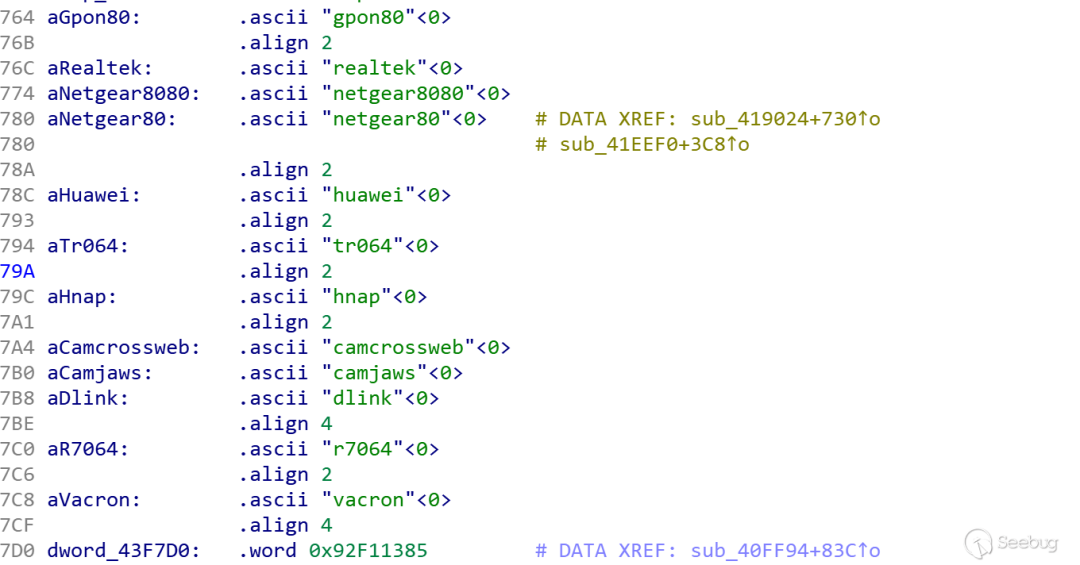 764 aGpon80: .ascii "gpon80"<0>
76B .align 2
76C aRealtek: .ascii "realtek"<0>
774 aNetgear8080: .ascii "netgear8080"<0>
780 aNetgear80: .ascii "netgear80"<0> # DATA XREF: sub_419024+730↑o
780 # sub_41EEF0+3C8↑o
78A .align 2
78C aHuawei: .ascii "huawei"<0>
793 .align 2
794 aTr064: .ascii "tr064"<0>
79A .align 2
79C aHnap: .ascii "hnap"<0>
7A1 .align 2
7A4 aCamcrossweb: .ascii "camcrossweb"<0>
7B0 aCamjaws: .ascii "camjaws"<0>
7B8 aDlink: .ascii "dlink"<0>
7BE .align 4
7C0 aR7064: .ascii "r7064"<0>
7C6 .align 2
7C8 aVacron: .ascii "vacron"<0>
7CF .align 4
7D0 dword_43F7D0: .word 0x92F11385 # DATA XREF: sub_40FF94+83C↑o
Seebug